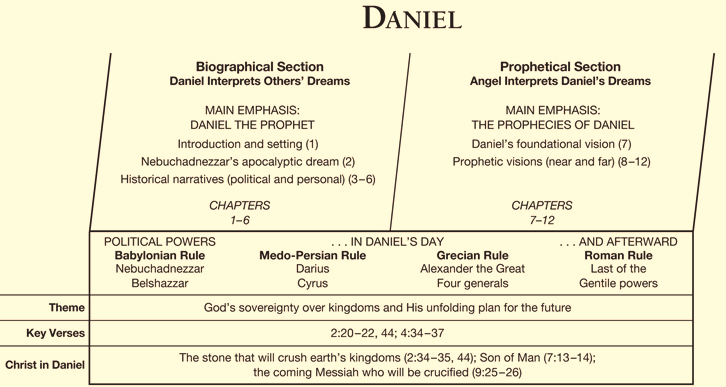 DANIEL
Biographical Section
Daniel Interprets Others' Dreams
MAIN EMPHASIS:
DANIEL THE PROPHET
Introduction and setting (1)
Nebuchadnezzar's apocalyptic dream (2)
Historical narratives (political and personal) (3–6)
CHAPTERS
1–6
Prophetical Section
Angel Interprets Daniel's Dreams
MAIN EMPHASIS:
THE PROPHECIES OF DANIEL
Daniel's foundational vision (7)
Prophetic visions (near and far) (8–12)
CHAPTERS
7–12
POLITICAL POWERS . . . IN DANIEL'S DAY . . . AND AFTERWARD
Babylonian Rule Medo-Persian Rule Grecian Rule Roman Rule
Nebuchadnezzar Darius Alexander the Great Last of the
Belshazzar Cyrus Four generals Gentile powers
Theme God's sovereignty over kingdoms and His unfolding plan for the future
Key Verses 2:20–22, 44; 4:34–37
Christ in Daniel The stone that will crush earth's kingdoms (2:34–35, 44); Son of Man (7:13–14);
the coming Messiah who will be crucified (9:25–26)